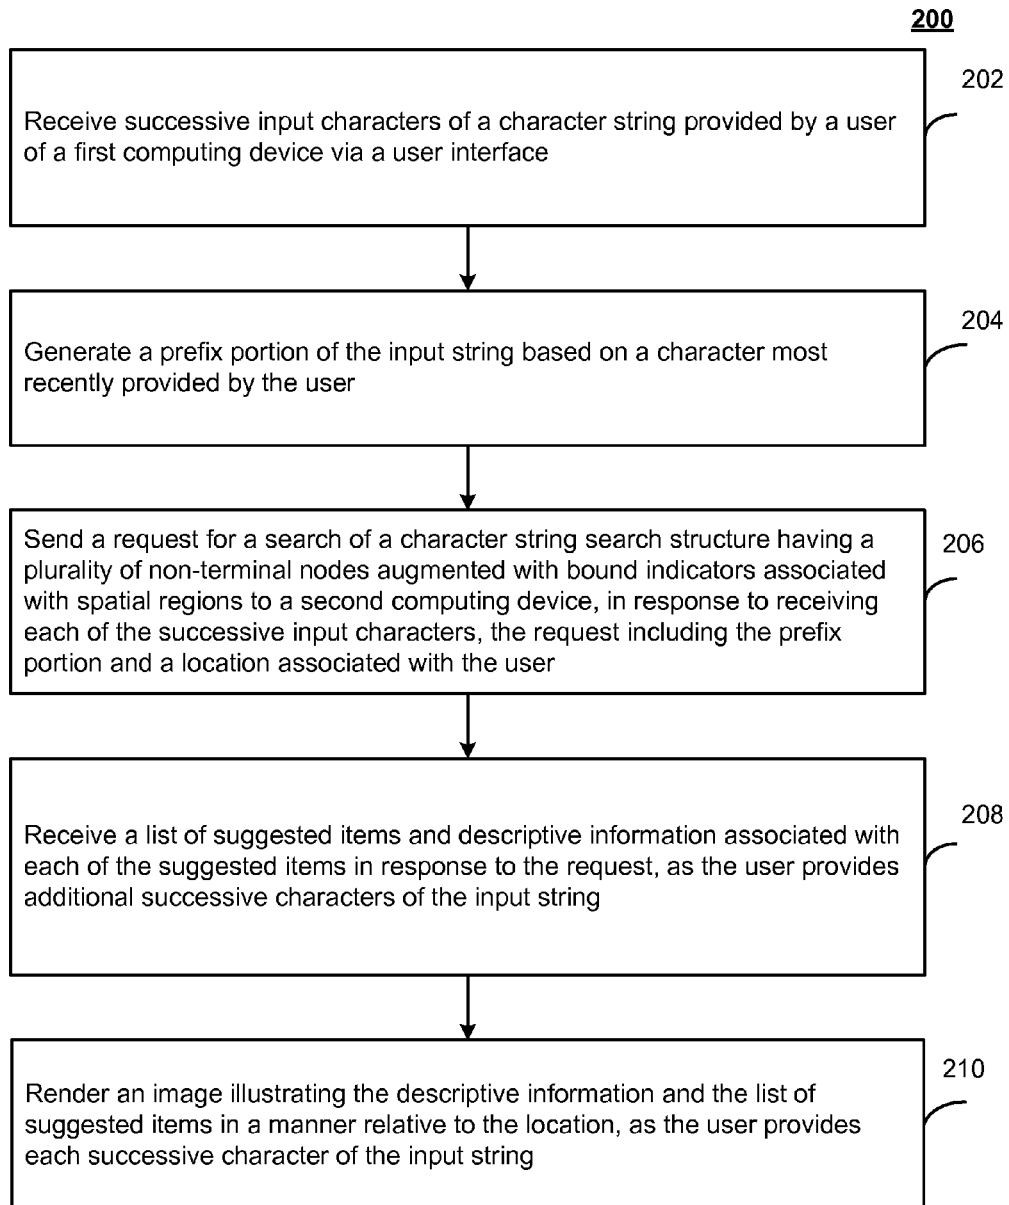 200
202
Receive successive input characters of a character string provided by a user
of a first computing device via a user interface
204
Generate a prefix portion of the input string based on a character most
recently provided by the user
206
Send a request for a search of a character string search structure having a
plurality of non-terminal nodes augmented with bound indicators associated
with spatial regions to a second computing device, in response to receiving
each of the successive input characters, the request including the prefix
portion and a location associated with the user
208
Receive a list of suggested items and descriptive information associated with
each of the suggested items in response to the request, as the user provides
additional successive characters of the input string
210
Render an image illustrating the descriptive information and the list of
suggested items in a manner relative to the location, as the user provides
each successive character of the input string